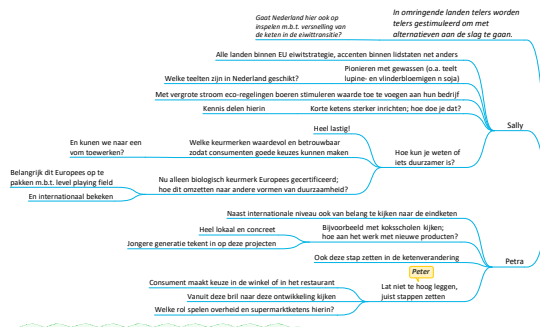 In omringende landen telers worden
telers gestimuleerd om met
alternatieven aan de slag te gaan.
Gaat Nederland hier ook op
inspelen m.b.t. versnelling van
de keten in de eiwittransitie?
Sally
Alle landen binnen EU eiwitstrategie, accenten binnen lidstaten net anders
Pionieren met gewassen (o.a. teelt
lupine- en vlinderbloemigen n soja)
Welke teelten zijn in Nederland geschikt?
Met vergrote stroom eco-regelingen boeren stimuleren waarde toe te voegen aan hun bedrijf
Korte ketens sterker inrichten; hoe doe je dat?
Kennis delen hierin
Hoe kun je weten of
iets duurzamer is?
Heel lastig!
Welke keurmerken waardevol en betrouwbaar
zodat consumenten goede keuzes kunnen maken
En kunen we naar een
vom toewerken?
Nu alleen biologisch keurmerk Europees gecertificeerd;
hoe dit omzetten naar andere vormen van duurzaamheid?
Belangrijk dit Europees op te
pakken m.b.t. level playing field
En internationaal bekeken
Petra
Naast internationale niveau ook van belang te kijken naar de eindketen
Bijvoorbeeld met koksscholen kijken;
hoe aan het werk met nieuwe producten?
Heel lokaal en concreet
Jongere generatie tekent in op deze projecten
Ook deze stap zetten in de ketenverandering
Peter
Lat niet te hoog leggen,
juist stappen zetten
Consument maakt keuze in de winkel of in het restaurant
Vanuit deze bril naar deze ontwikkeling kijken
Welke rol spelen overheid en supermarktketens hierin?